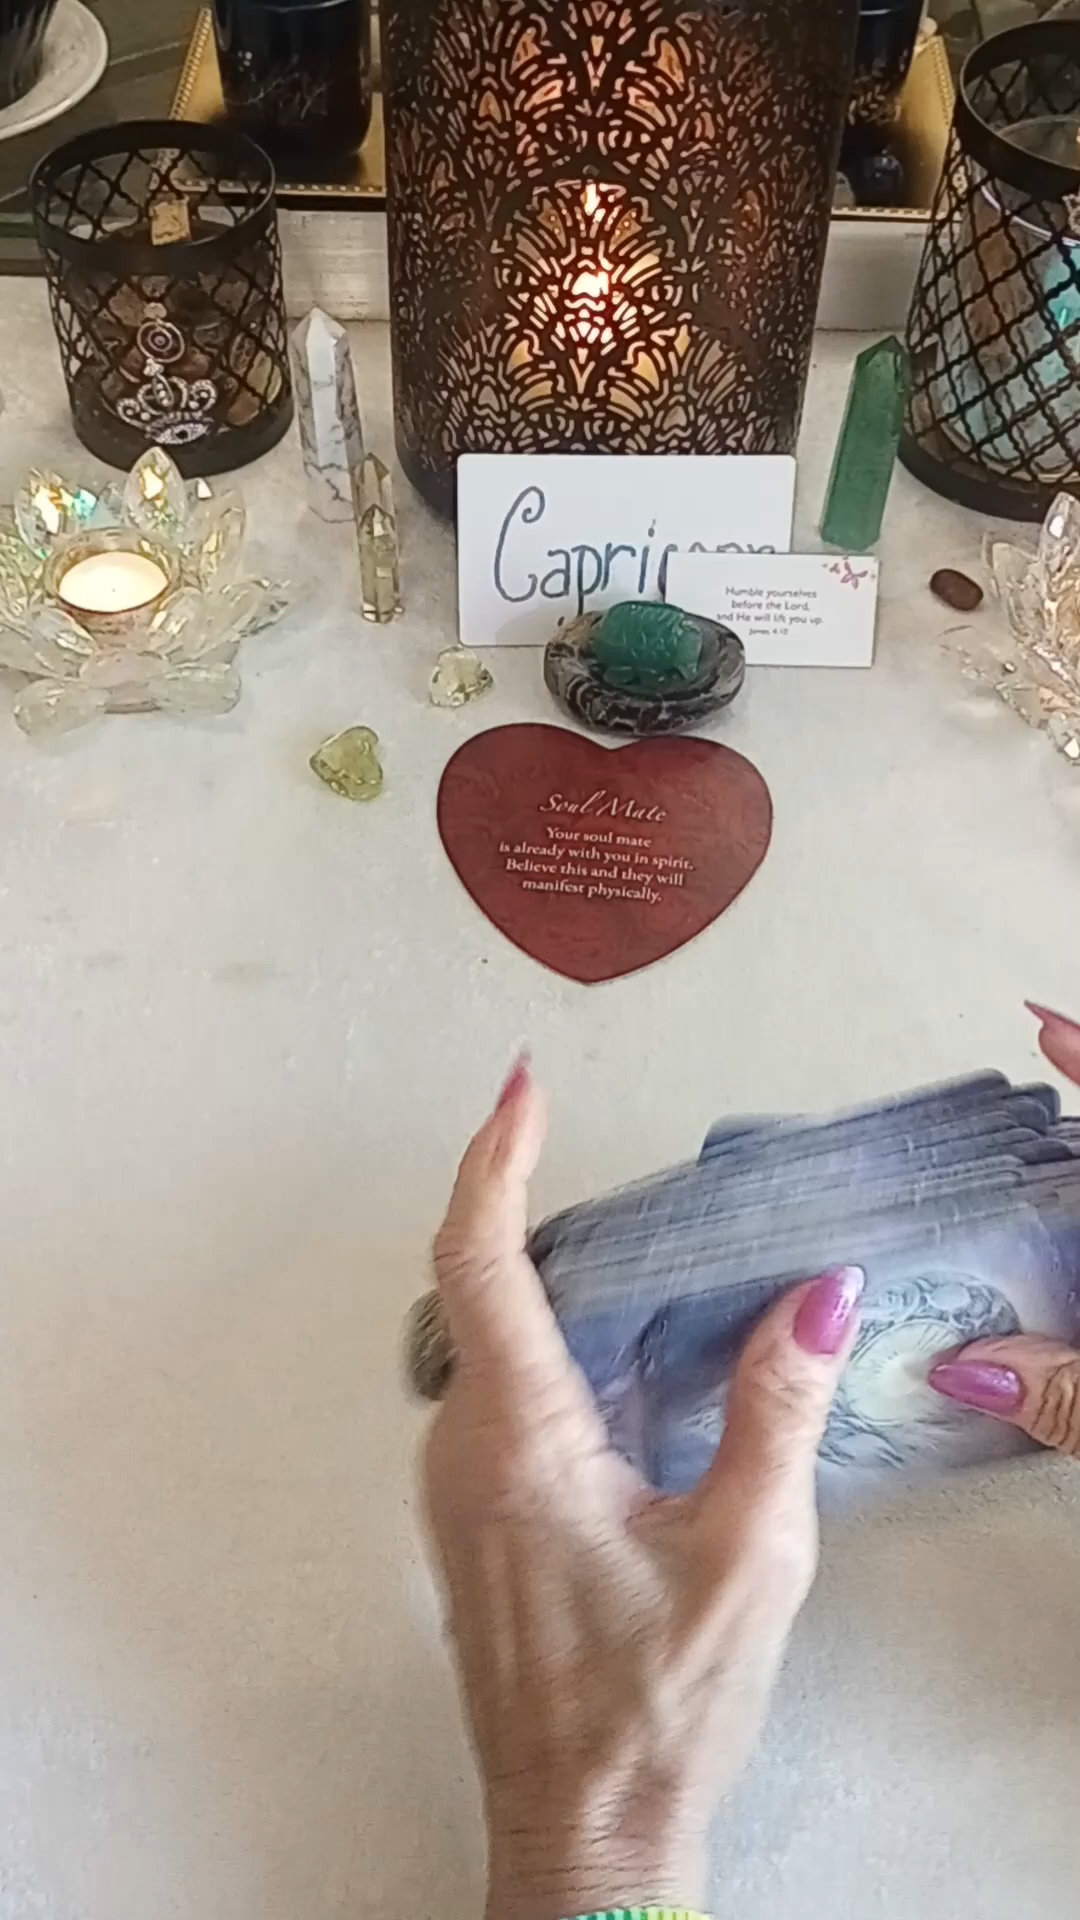 Capricorn
Humble yourselves
before the Lord,
and He will lift you up.
James 4:10
Soul Mate
Your soul mate
is already with you in spirit.
Believe this and they will
manifest physically.